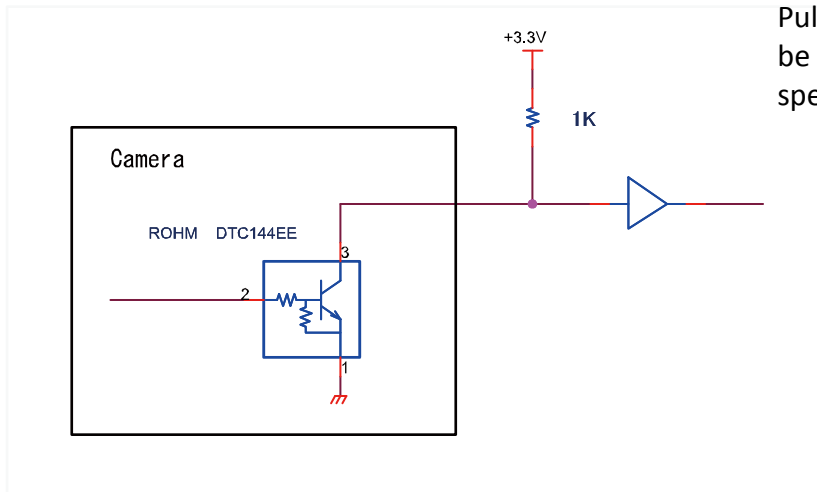 Pul
be
spe
+3.3V
1K
Camera
ROHM DTC144EE
3
2
1